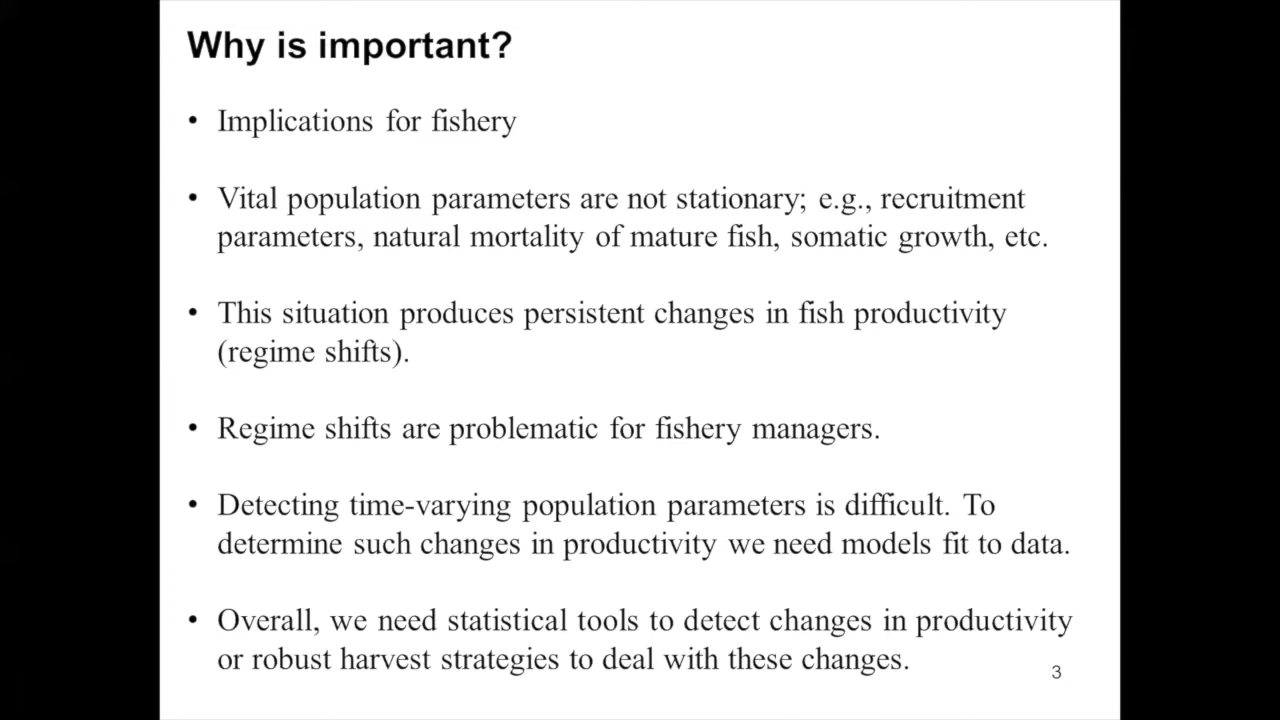 Why is important?
• Implications for fishery
• Vital population parameters are not stationary; e.g., recruitment
parameters, natural mortality of mature fish, somatic growth, etc.
• This situation produces persistent changes in fish productivity
(regime shifts).
• Regime shifts are problematic for fishery managers.
• Detecting time-varying population parameters is difficult. To
determine such changes in productivity we need models fit to data.
• Overall, we need statistical tools to detect changes in productivity
or robust harvest strategies to deal with these changes.
3